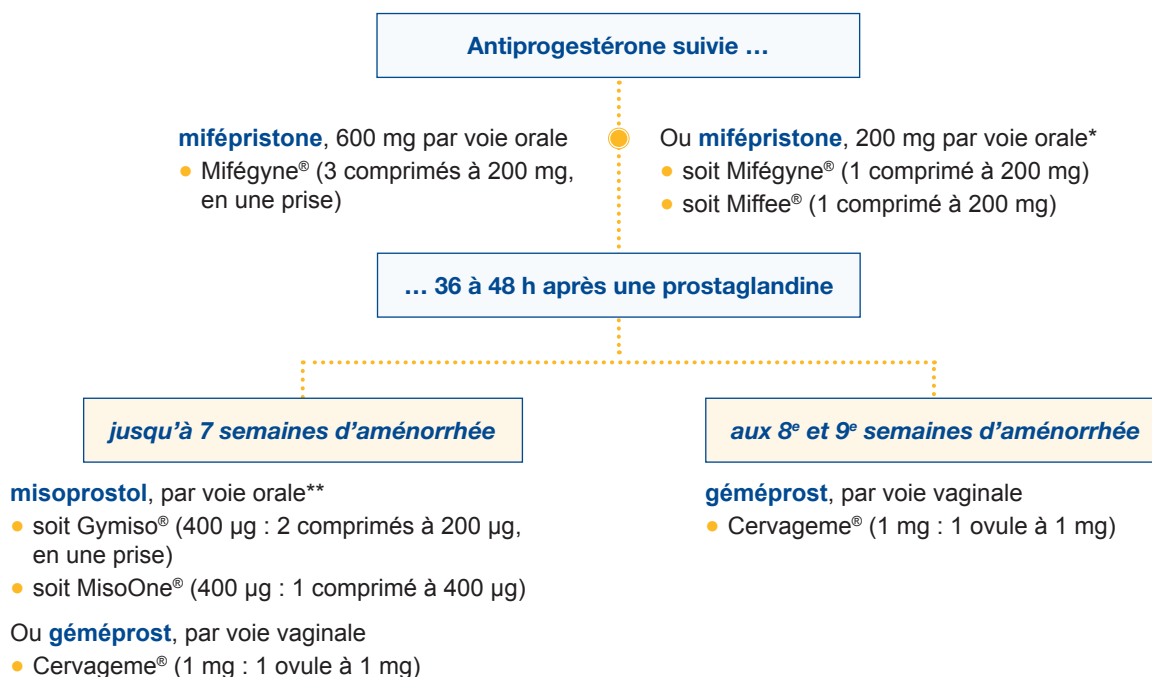 Antiprogestérone suivie …
mifépristone, 600 mg par voie orale
• Mifégyne® (3 comprimés à 200 mg,
en une prise)
Ou mifépristone, 200 mg par voie orale*
• soit Mifégyne® (1 comprimé à 200 mg)
• soit Miffee® (1 comprimé à 200 mg)
… 36 à 48 h après une prostaglandine
jusqu’à 7 semaines d’aménorrhée
misoprostol, par voie orale**
• soit Gymiso® (400 µg : 2 comprimés à 200 µg,
en une prise)
• soit MisoOne® (400 µg : 1 comprimé à 400 µg)
Ou géméprost, par voie vaginale
• Cervageme® (1 mg : 1 ovule à 1 mg)
aux 8e et 9e semaines d’aménorrhée
géméprost, par voie vaginale
• Cervageme® (1 mg : 1 ovule à 1 mg)